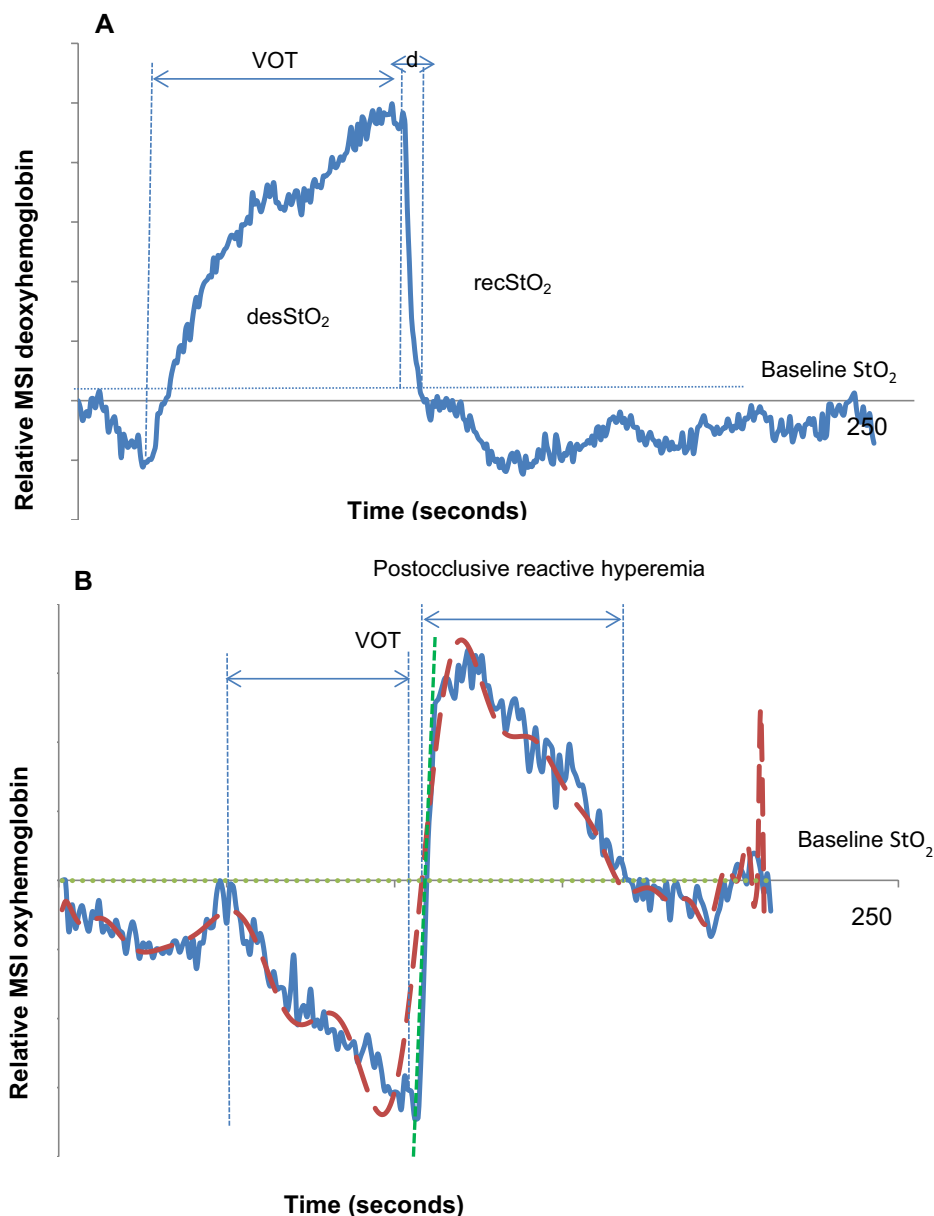 A
VOT
d
Relative MSI deoxyhemoglobin
recStO₂
desStO₂
Baseline StO₂
250
Time (seconds)
B
Postocclusive reactive hyperemia
VOT
Relative MSI oxyhemoglobin
Baseline StO₂
250
Time (seconds)